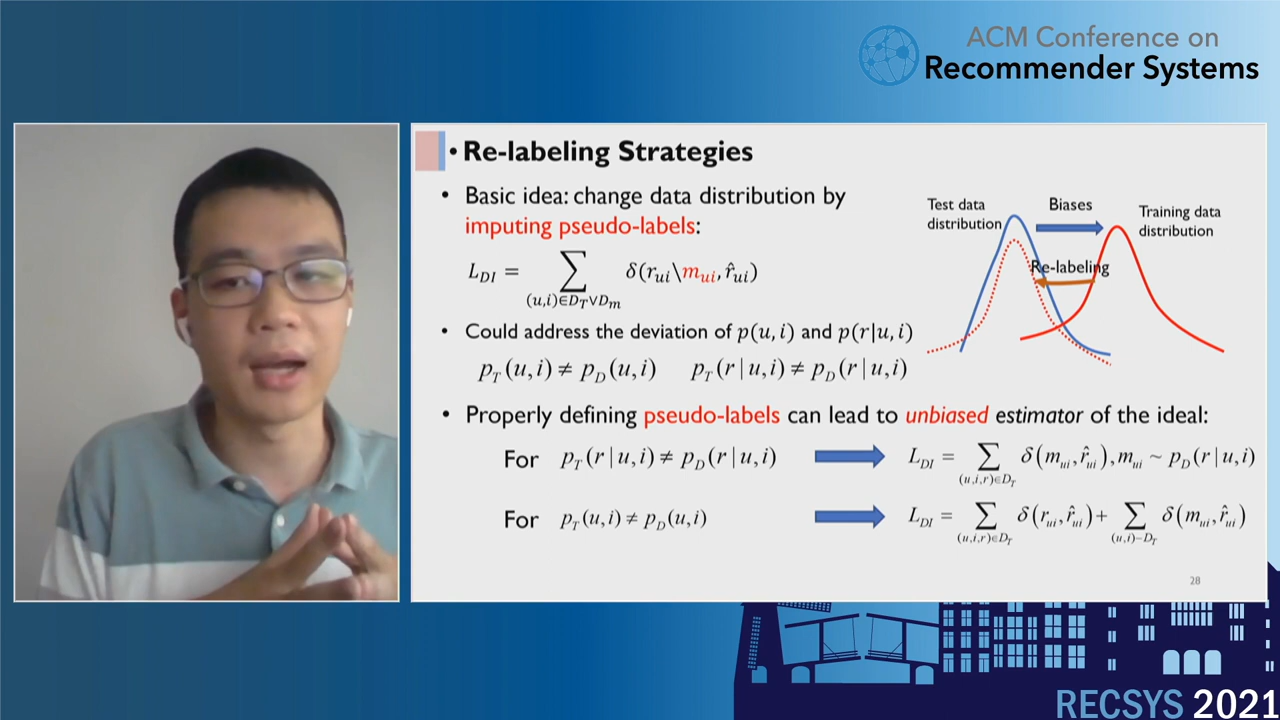 ACM Conference on
Recommender Systems
• Re-labeling Strategies
• Basic idea: change data distribution by
imputing pseudo-labels:
L_DI = ∑_{(u,i)∈D_T∨D_m} δ(r_ui\m_ui, r̂_ui)
• Could address the deviation of p(u, i) and p(r|u, i)
p_T(u,i) ≠ p_D(u,i) p_T(r|u,i) ≠ p_D(r|u,i)
Test data
distribution
Biases
Training data
distribution
Re-labeling
• Properly defining pseudo-labels can lead to unbiased estimator of the ideal:
For p_T(r|u,i) ≠ p_D(r|u,i) L_DI = ∑_{(u,i,r)∈D_T} δ(m_ui, r̂_ui), m_ui ~ p_D(r|u,i)
For p_T(u,i) ≠ p_D(u,i) L_DI = ∑_{(u,i,r)∈D_T} δ(r_ui, r̂_ui) + ∑_{(u,i)−D_T} δ(m_ui, r̂_ui)
28
RECSYS 2021